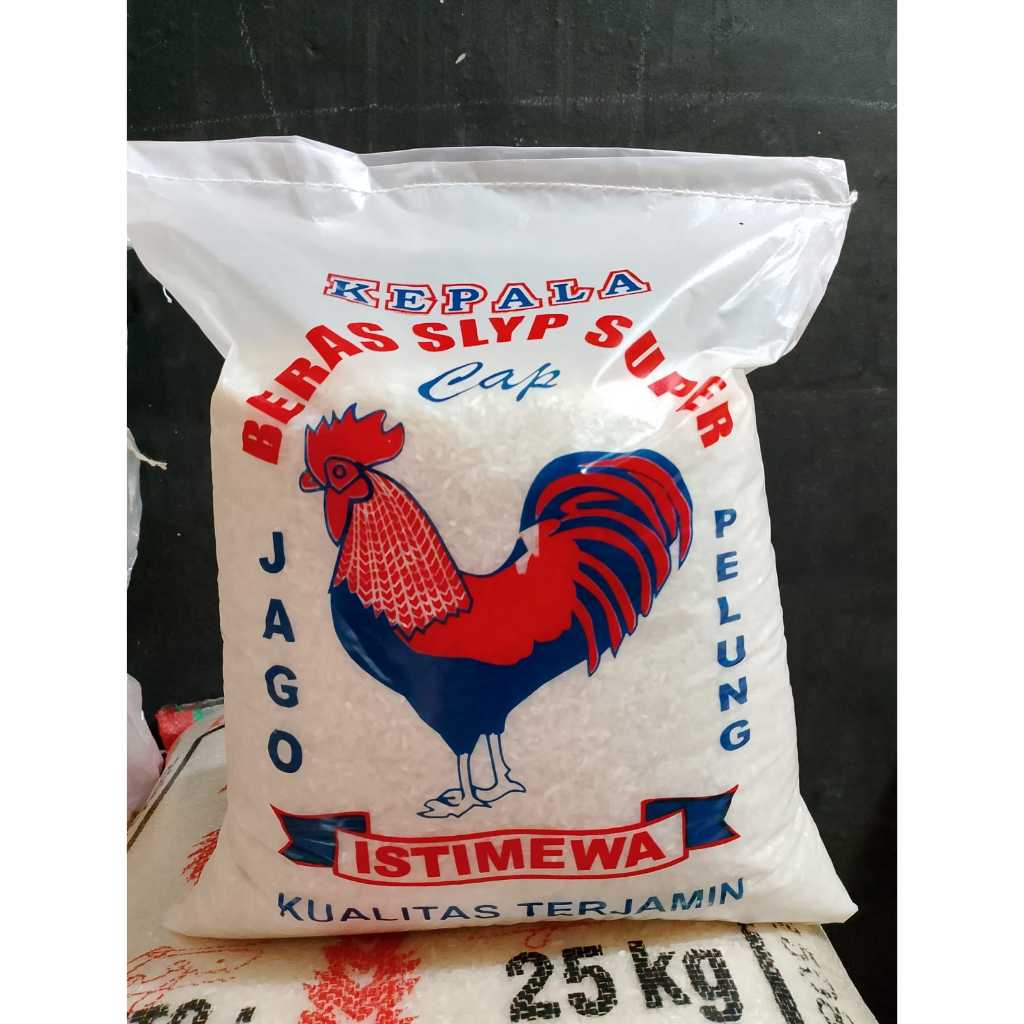 KEPALA
BERAS SLYP SUPER
Cap
JAGO
PELUNG
ISTIMEWA
KUALITAS TERJAMIN
25 kg